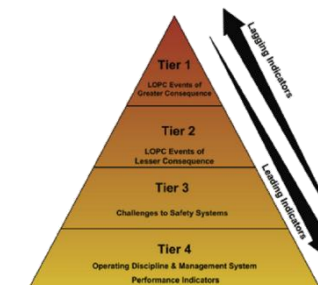 Tier 1
LOPC Events of
Greater Consequence
Tier 2
LOPC Events of
Lesser Consequence
Tier 3
Challenges to Safety Systems
Tier 4
Operating Discipline & Management System
Performance Indicators
Lagging Indicators
Leading Indicators